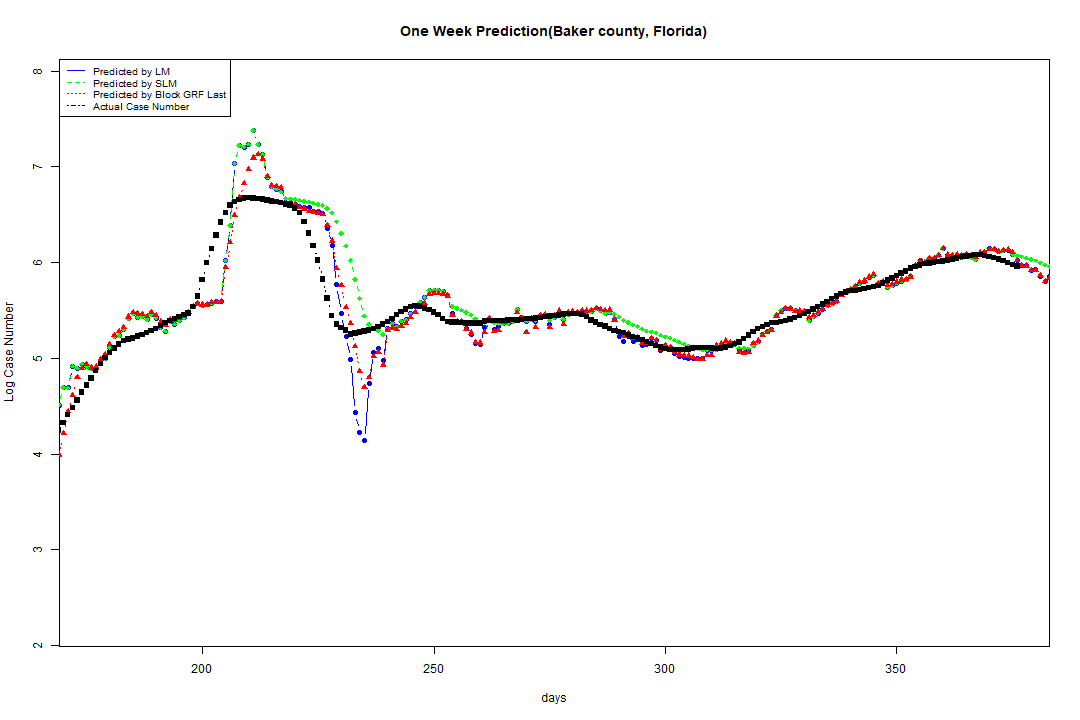 One Week Prediction(Baker county, Florida)
Predicted by LM
Predicted by SLM
Predicted by Block GRF Last
Actual Case Number
8
7
6
5
4
3
2
Log Case Number
200 250 300 350
days